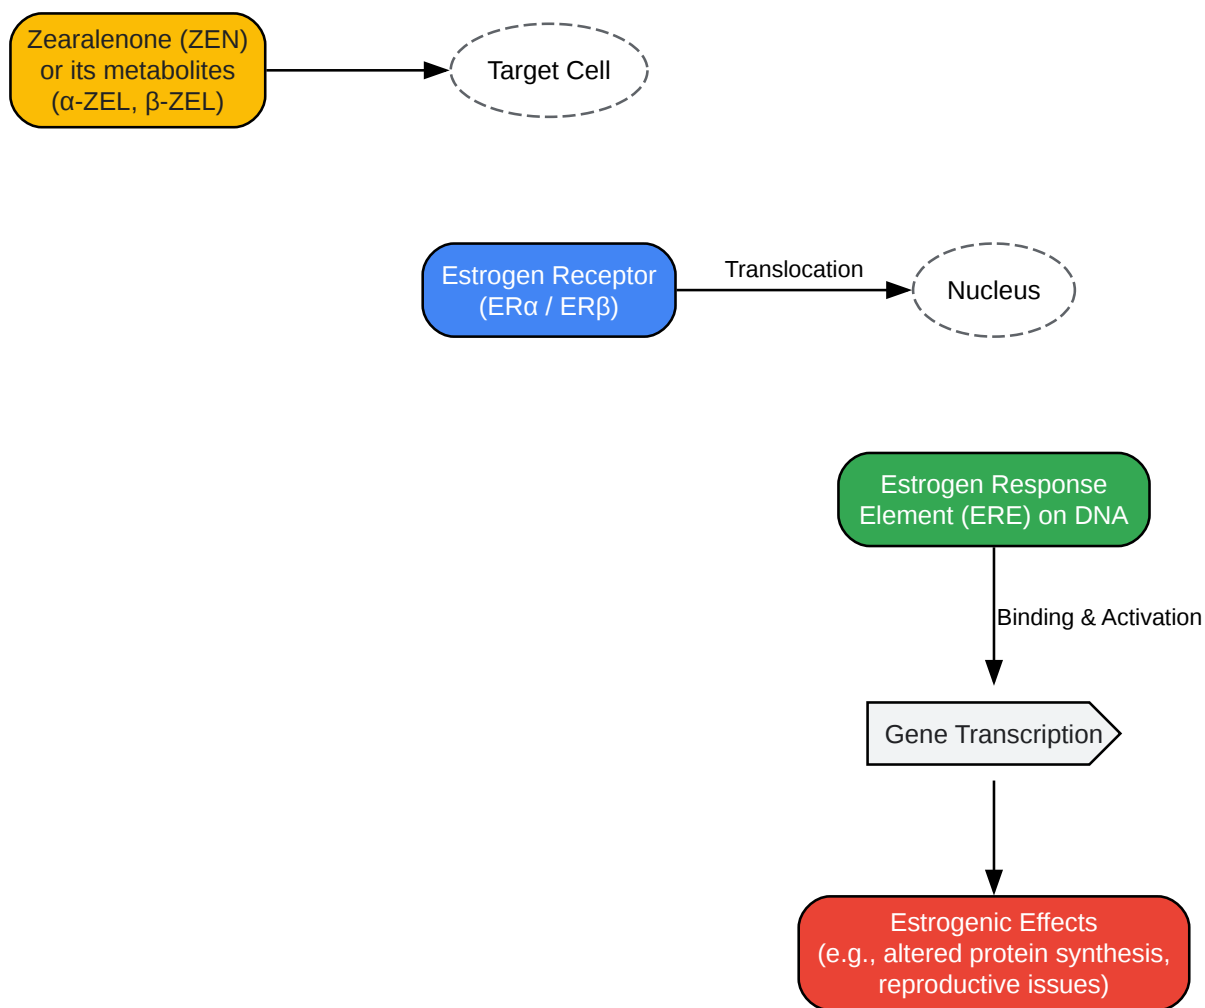 Zearalenone (ZEN)
or its metabolites
(α-ZEL, β-ZEL)
Target Cell
Estrogen Receptor
(ERα / ERβ)
Translocation
Nucleus
Estrogen Response
Element (ERE) on DNA
Binding & Activation
Gene Transcription
Estrogenic Effects
(e.g., altered protein synthesis,
reproductive issues)